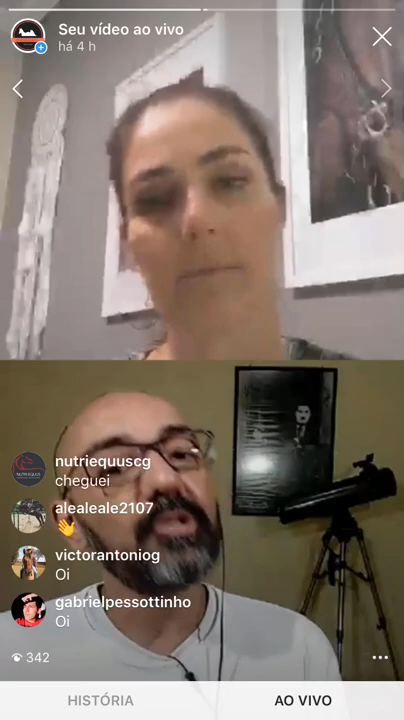 Seu vídeo ao vivo
há 4 h
nutriequuscg
cheguei
alealeale2107
👋
victorantoniog
Oi
gabrielpessottinho
Oi
342
HISTÓRIA
AO VIVO